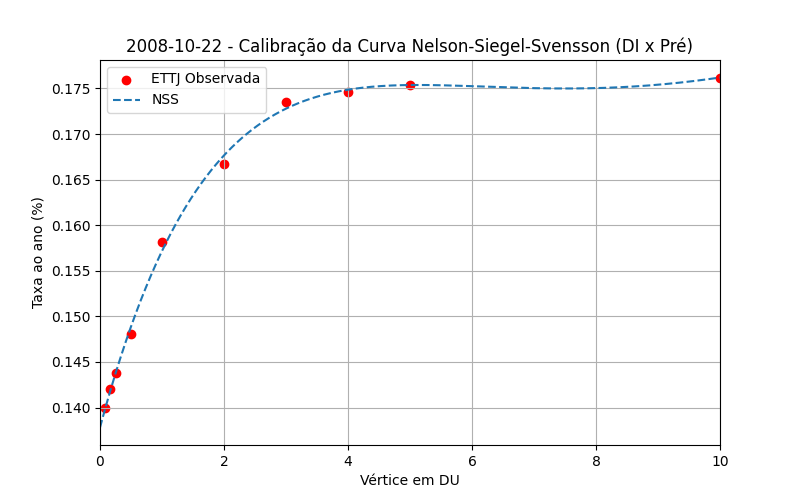 2008-10-22 - Calibração da Curva Nelson-Siegel-Svensson (DI x Pré)
ETTJ Observada
NSS
Taxa ao ano (%)
0.175
0.170
0.165
0.160
0.155
0.150
0.145
0.140
0 2 4 6 8 10
Vértice em DU